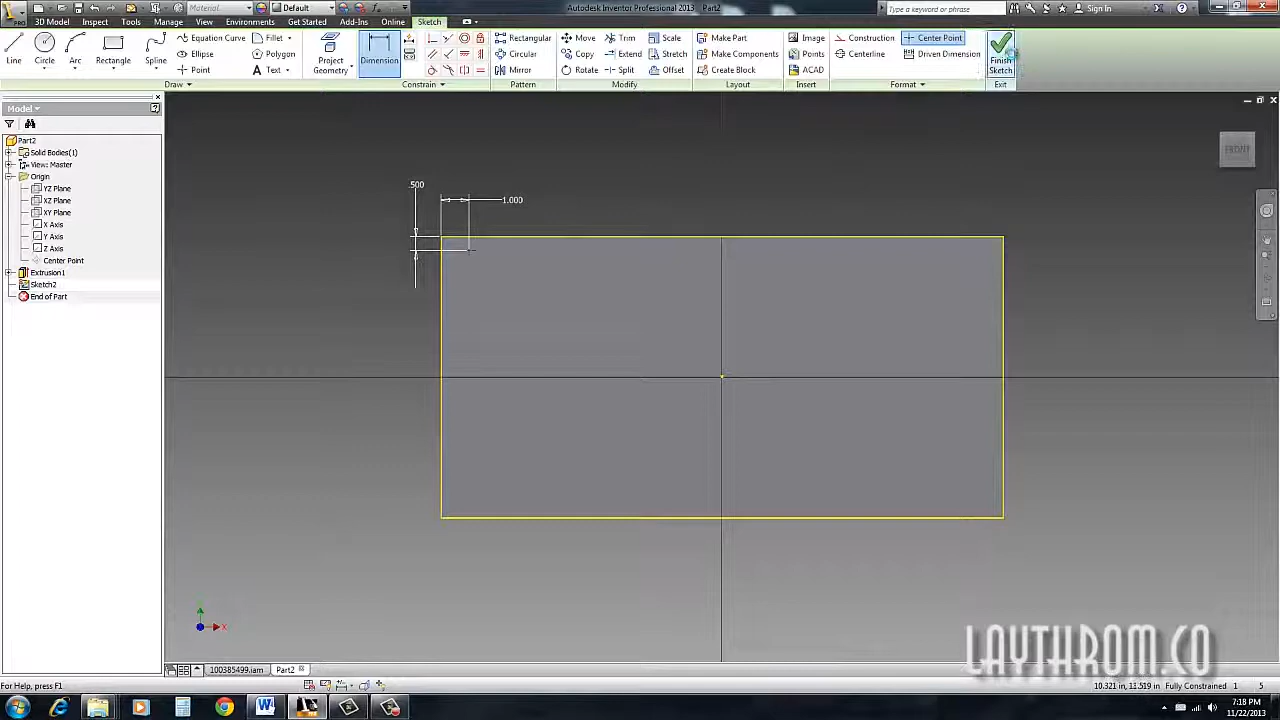 Material
Default
Autodesk Inventor Professional 2013 Part2
Type a keyword or phrase
Sign In
PRO
3D Model Inspect Tools Manage View Environments Get Started Add-Ins Online Sketch
Line
Circle
Arc
Rectangle
Spline
Equation Curve
Ellipse
Point
Fillet
Polygon
Text
Project
Geometry
Dimension
Rectangular
Circular
Mirror
Move
Copy
Rotate
Trim
Extend
Split
Scale
Stretch
Offset
Make Part
Make Components
Create Block
Image
Points
ACAD
Construction
Centerline
Center Point
Driven Dimension
Finish
Sketch
Draw
Constrain
Pattern
Modify
Layout
Insert
Format
Exit
Model
Part2
Solid Bodies(1)
View: Master
Origin
YZ Plane
XZ Plane
XY Plane
X Axis
Y Axis
Z Axis
Center Point
Extrusion1
Sketch2
End of Part
.500
1.000
FRONT
X
LAYTHROM.CO
100385499.iam
Part2
For Help, press F1
10.321 in, 13.519 in Fully Constrained 1 5
7:18 PM
11/22/2013